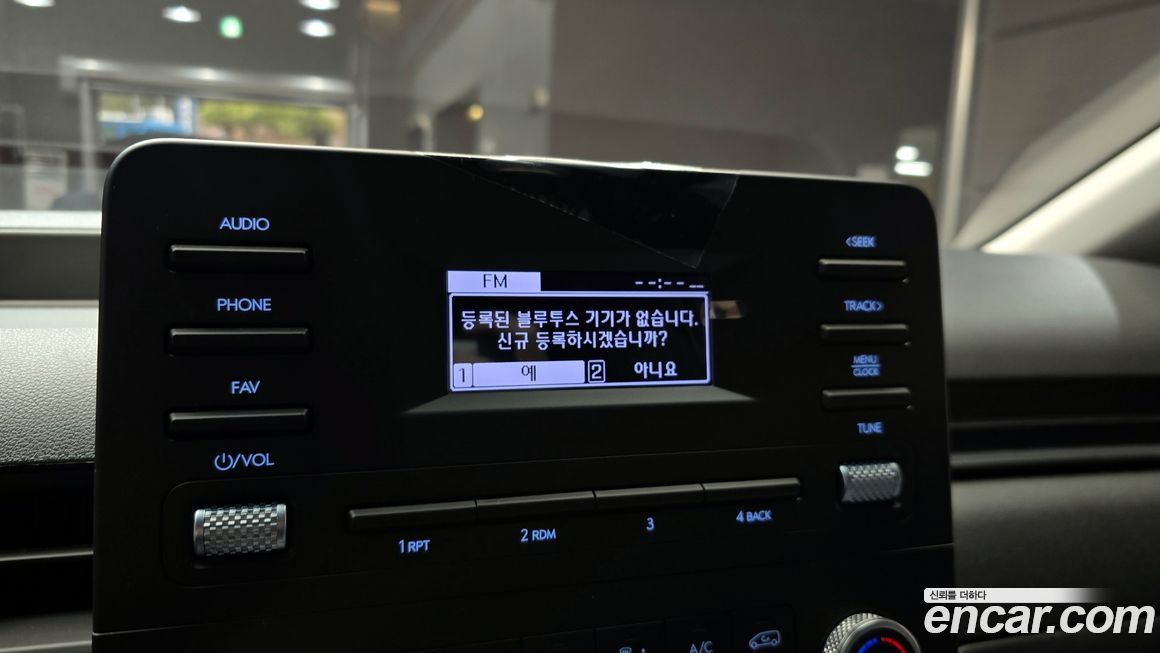 AUDIO
PHONE
FAV
/VOL
FM
--:-- --
등록된 블루투스 기기가 없습니다.
신규 등록하시겠습니까?
1 예 2 아니요
<SEEK
TRACK>
MENU
CLOCK
TUNE
1 RPT
2 RDM
3
4 BACK
A/C
신뢰를 더하다
encar.com